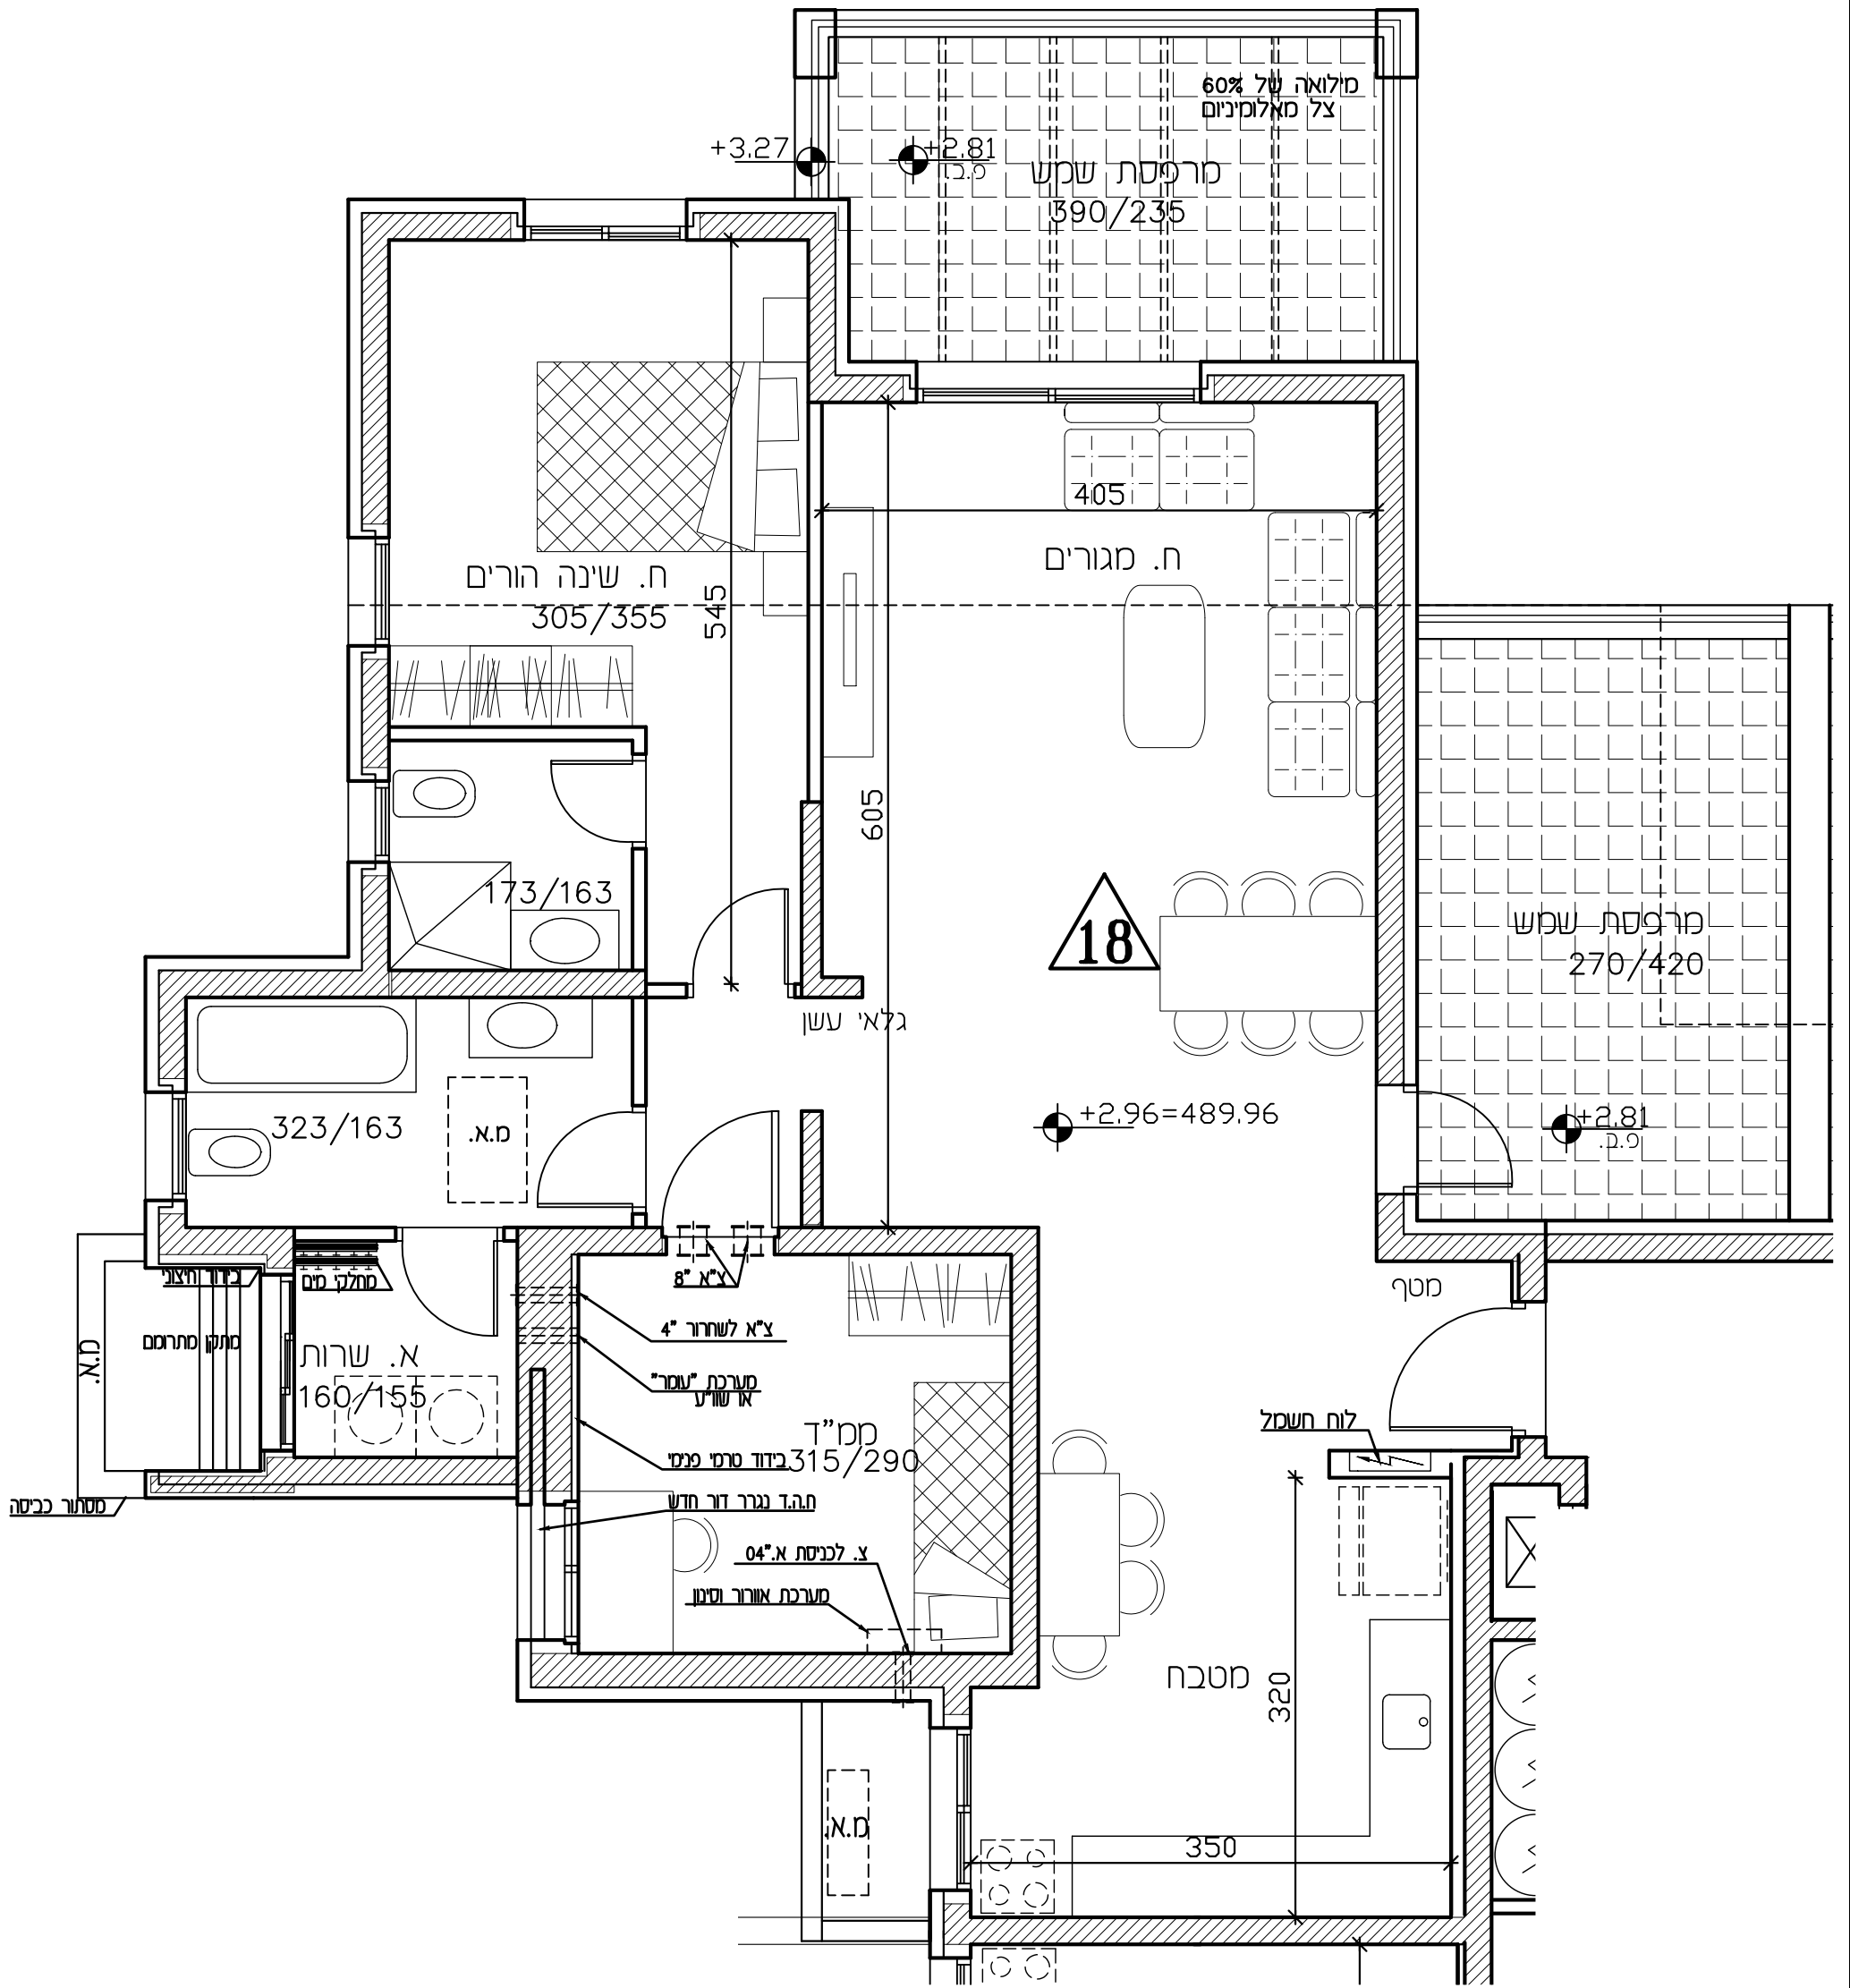 מילואה של 60%
צל מאלומיניום
+3.27
+2.81
פ.ב.
מרפסת שמש
390/235
405
ח. מגורים
ח. שינה הורים
305/355
545
605
173/163
18
מרפסת שמש
270/420
גלאי עשן
+2.96=489.96
+2.81
פ.ב.
323/163
מ.א.
צ"א 8"
בידוד חיצוני
מחלקי מים
מטף
צ"א לשחרור 4"
מתקן מתרומם
מ.א.
א. שרות
160/155
מערכת "עומר"
או שוו"ע
לוח חשמל
ממ"ד
315/290
בידוד טרמי פנימי
ח.ה.ד נגרר דור חדש
מסתור כביסה
צ. לכניסת א."04
מערכת אוורור וסינון
מטבח
320
מ.א.
350